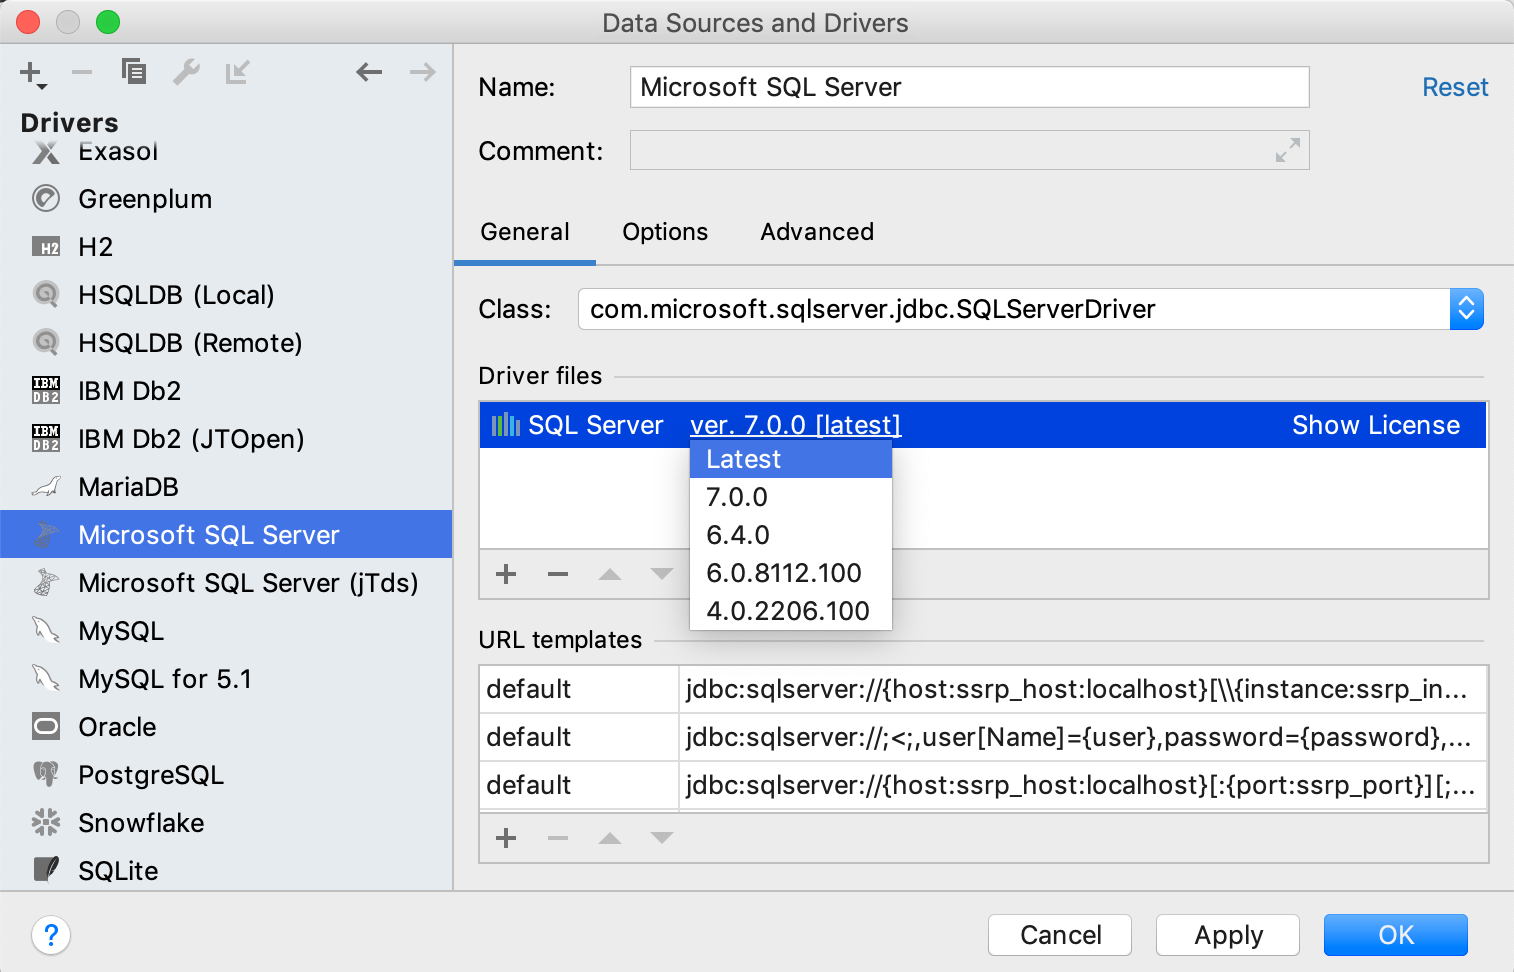 Data Sources and Drivers
Drivers
Exasol
Greenplum
H2 H2
HSQLDB (Local)
HSQLDB (Remote)
IBM DB2 IBM Db2
IBM DB2 IBM Db2 (JTOpen)
MariaDB
Microsoft SQL Server
Microsoft SQL Server (jTds)
MySQL
MySQL for 5.1
Oracle
PostgreSQL
Snowflake
SQLite
Name: Microsoft SQL Server Reset
Comment:
General Options Advanced
Class: com.microsoft.sqlserver.jdbc.SQLServerDriver
Driver files
SQL Server ver. 7.0.0 [latest] Show License
Latest
7.0.0
6.4.0
6.0.8112.100
4.0.2206.100
URL templates
default jdbc:sqlserver://{host:ssrp_host:localhost}[\\{instance:ssrp_in...
default jdbc:sqlserver://;<;,user[Name]={user},password={password},...
default jdbc:sqlserver://{host:ssrp_host:localhost}[:{port:ssrp_port}][;...
? Cancel Apply OK